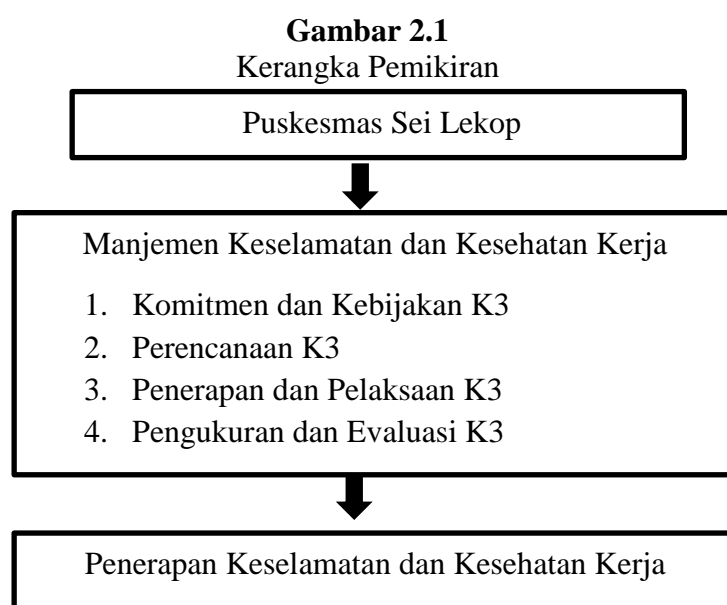 Gambar 2.1
Kerangka Pemikiran
Puskesmas Sei Lekop
Manjemen Keselamatan dan Kesehatan Kerja
1. Komitmen dan Kebijakan K3
2. Perencanaan K3
3. Penerapan dan Pelaksaan K3
4. Pengukuran dan Evaluasi K3
Penerapan Keselamatan dan Kesehatan Kerja